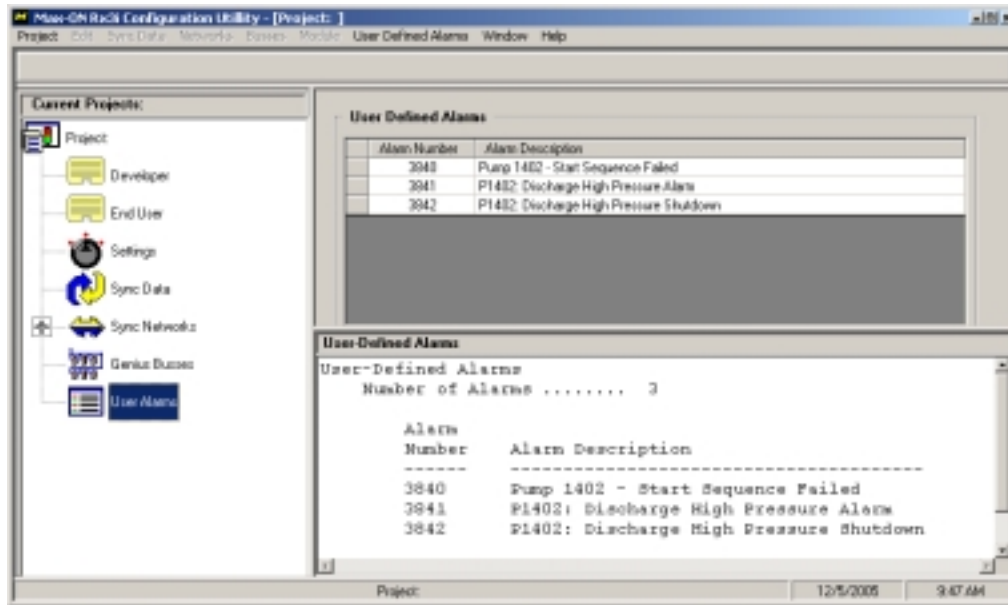 Max-ON Rx3i Configuration Utility - [Project: ]
Project Edit Sync Data Networks Busses Module User Defined Alarms Window Help
Current Projects:
Project
Developer
End User
Settings
Sync Data
Sync Networks
Genius Busses
User Alarms
User Defined Alarms
Alarm Number Alarm Description
3840 Pump 1402 - Start Sequence Failed
3841 P1402: Discharge High Pressure Alarm
3842 P1402: Discharge High Pressure Shutdown
User-Defined Alarms
User-Defined Alarms
Number of Alarms ........ 3
Alarm
Number Alarm Description
------ ----------------------------------------
3840 Pump 1402 - Start Sequence Failed
3841 P1402: Discharge High Pressure Alarm
3842 P1402: Discharge High Pressure Shutdown
Project: 12/5/2005 9:47 AM